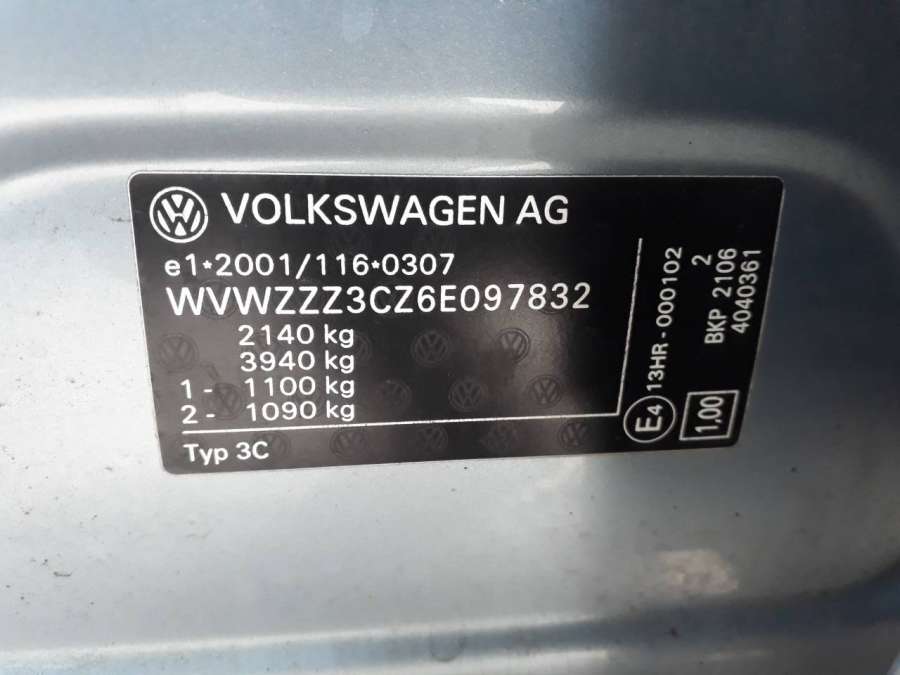 VOLKSWAGEN AG
e1*2001/116*0307
WVWZZZ3CZ6E097832
2140 kg
3940 kg
1 - 1100 kg
2 - 1090 kg
Typ 3C
E4 13HR - 000102
2
BKP 2106
4040361
1,00